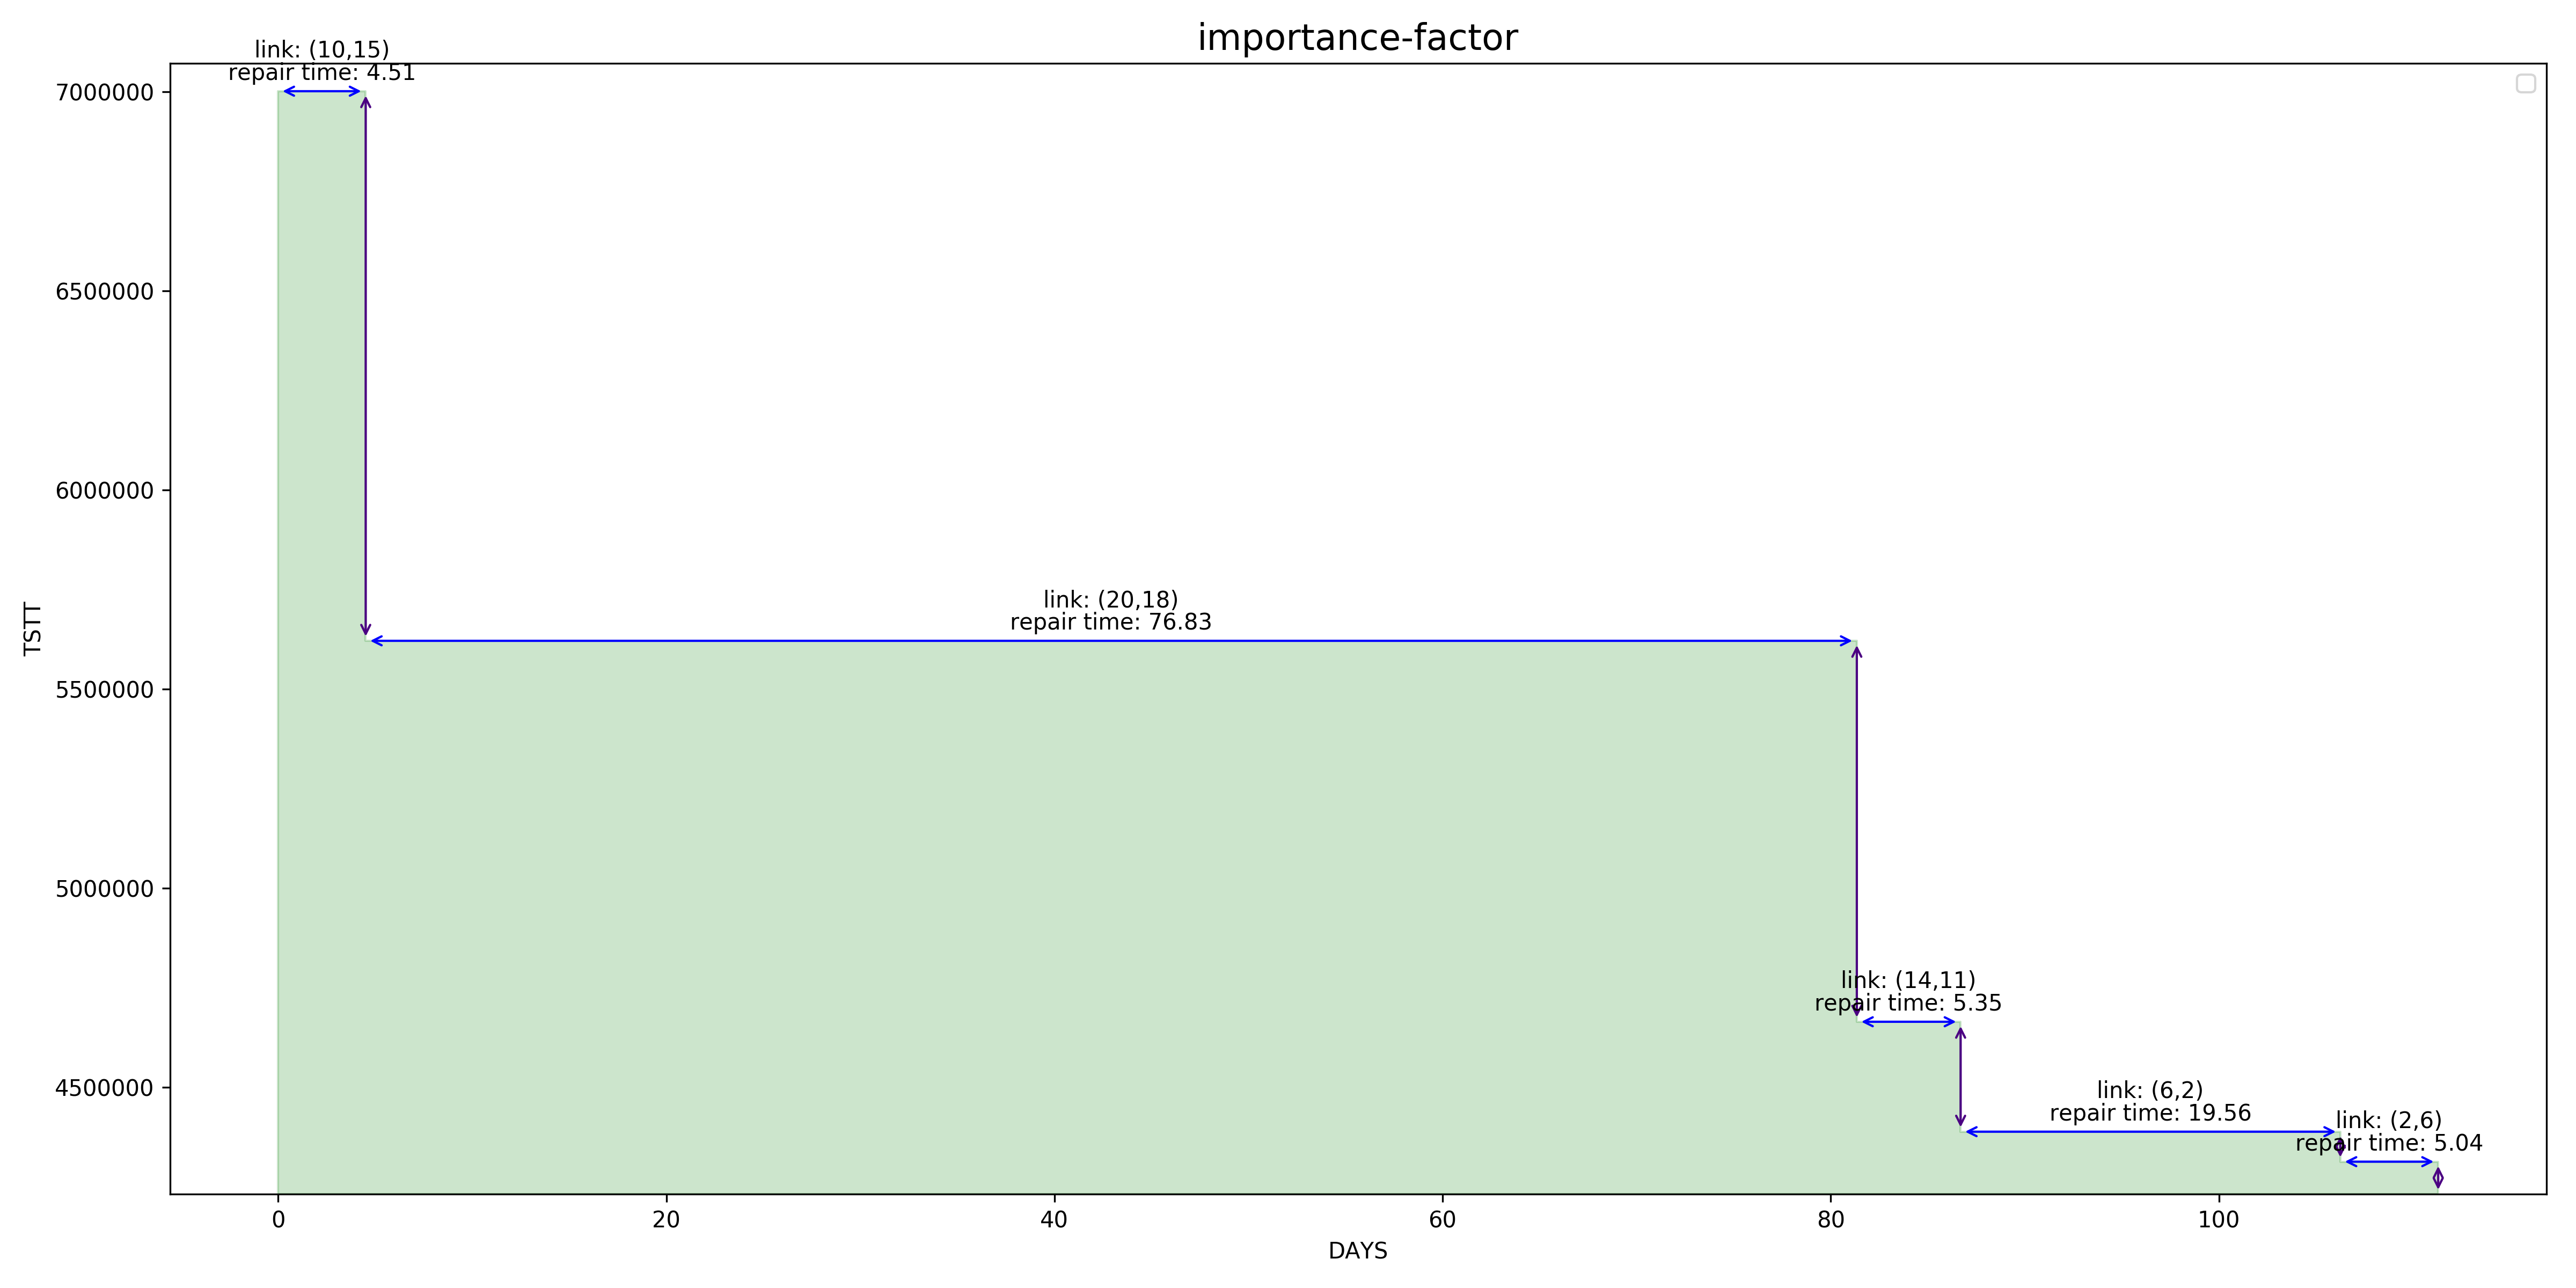 importance-factor
link: (10,15)
repair time: 4.51
7000000
6500000
6000000
link: (20,18)
repair time: 76.83
TSTT
5500000
5000000
link: (14,11)
repair time: 5.35
4500000
link: (6,2)
repair time: 19.56
link: (2,6)
repair time: 5.04
0 20 40 60 80 100
DAYS